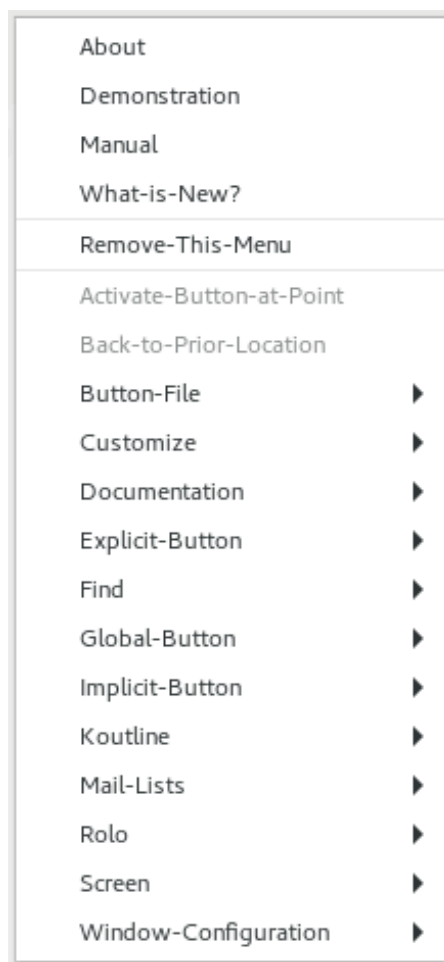 About
Demonstration
Manual
What-is-New?
Remove-This-Menu
Activate-Button-at-Point
Back-to-Prior-Location
Button-File
Customize
Documentation
Explicit-Button
Find
Global-Button
Implicit-Button
Koutline
Mail-Lists
Rolo
Screen
Window-Configuration